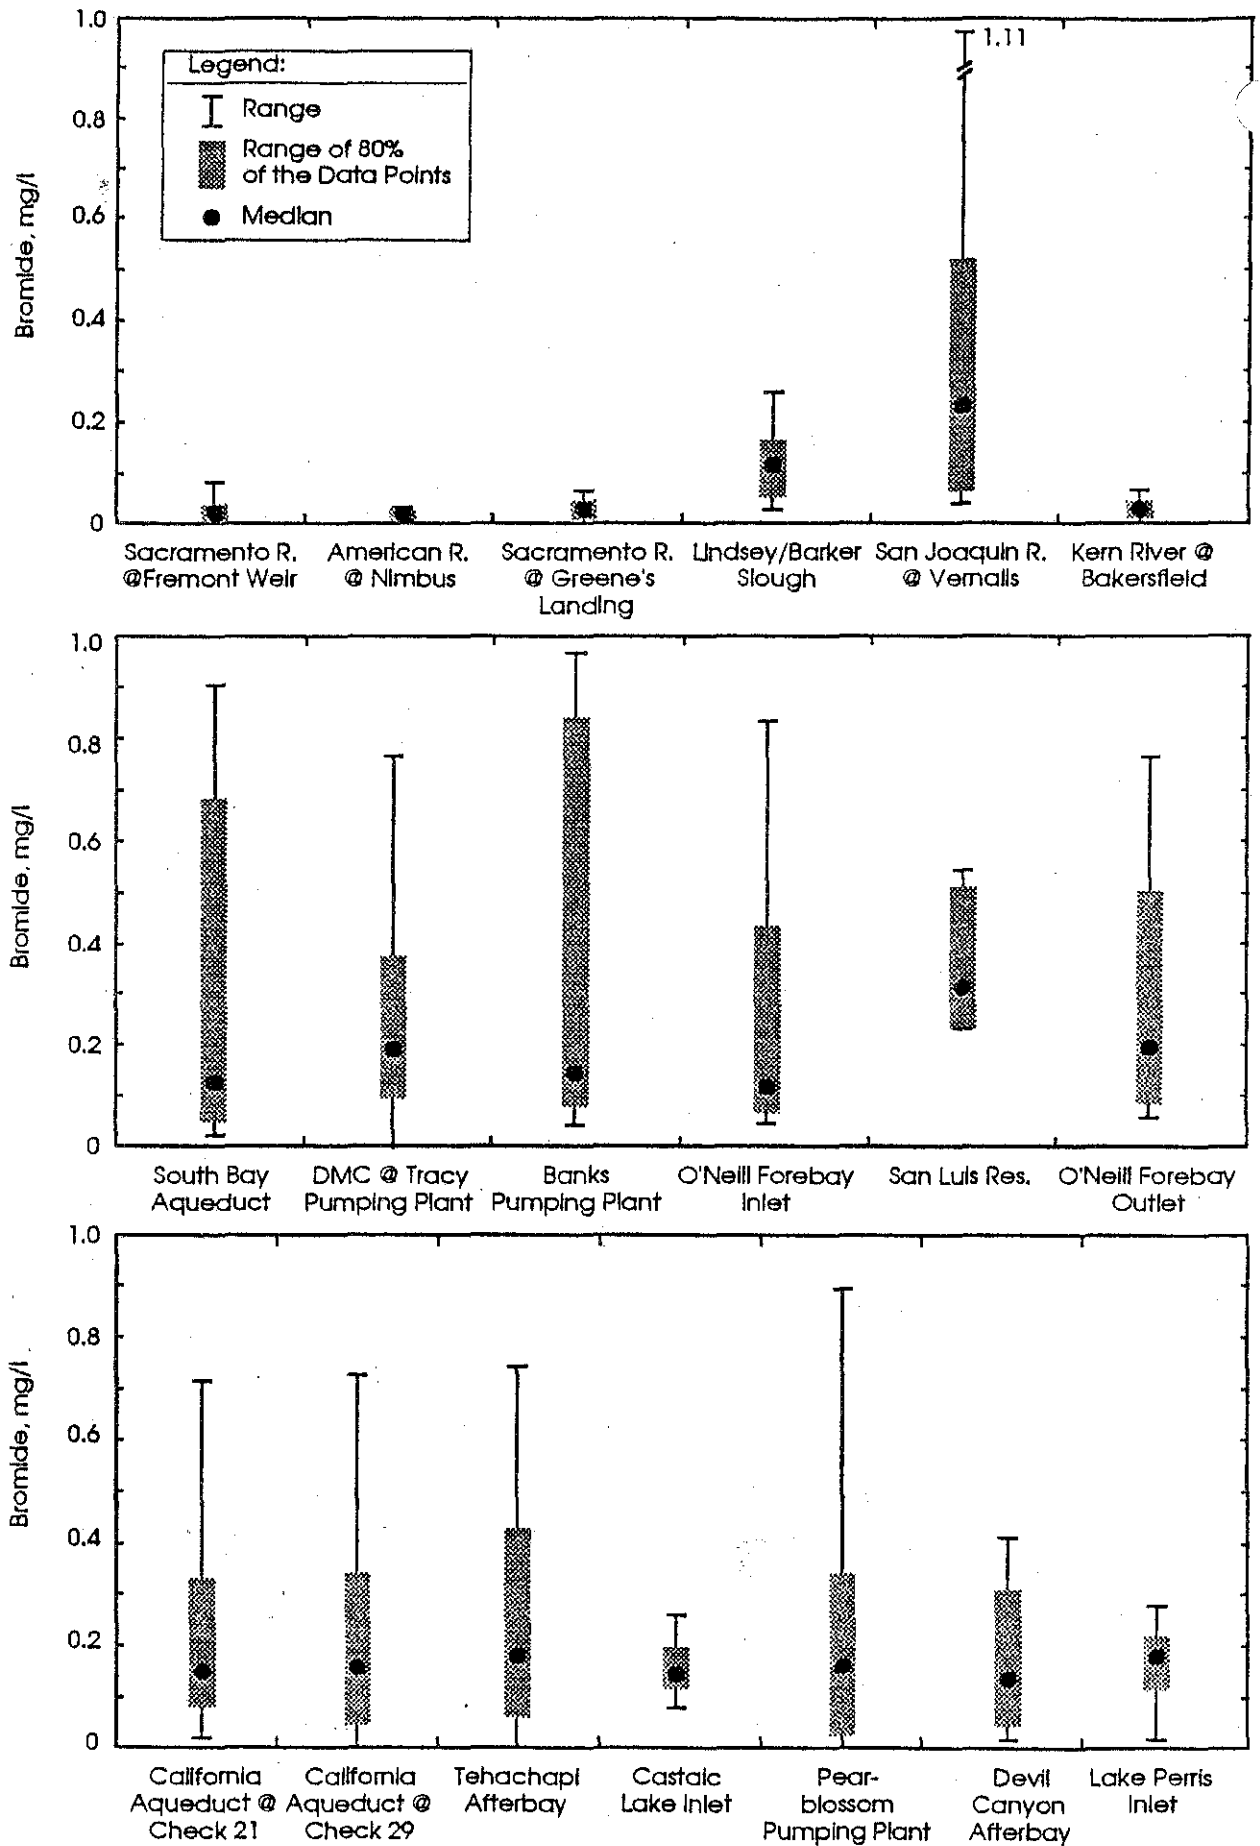 1.0
0.8
0.6
0.4
0.2
0
Bromide, mg/l
Legend:
Range
Range of 80%
of the Data Points
Median
1.11
Sacramento R.
@Fremont Weir
American R.
@ Nimbus
Sacramento R.
@ Greene's
Landing
Lindsey/Barker
Slough
San Joaquin R.
@ Vernalis
Kern River @
Bakersfield
1.0
0.8
0.6
0.4
0.2
0
Bromide, mg/l
South Bay
Aqueduct
DMC @ Tracy
Pumping Plant
Banks
Pumping Plant
O'Neill Forebay
Inlet
San Luis Res.
O'Neill Forebay
Outlet
1.0
0.8
0.6
0.4
0.2
0
Bromide, mg/l
California
Aqueduct @
Check 21
California
Aqueduct @
Check 29
Tehachapi
Afterbay
Castaic
Lake Inlet
Pear-
blossom
Pumping Plant
Devil
Canyon
Afterbay
Lake Perris
Inlet